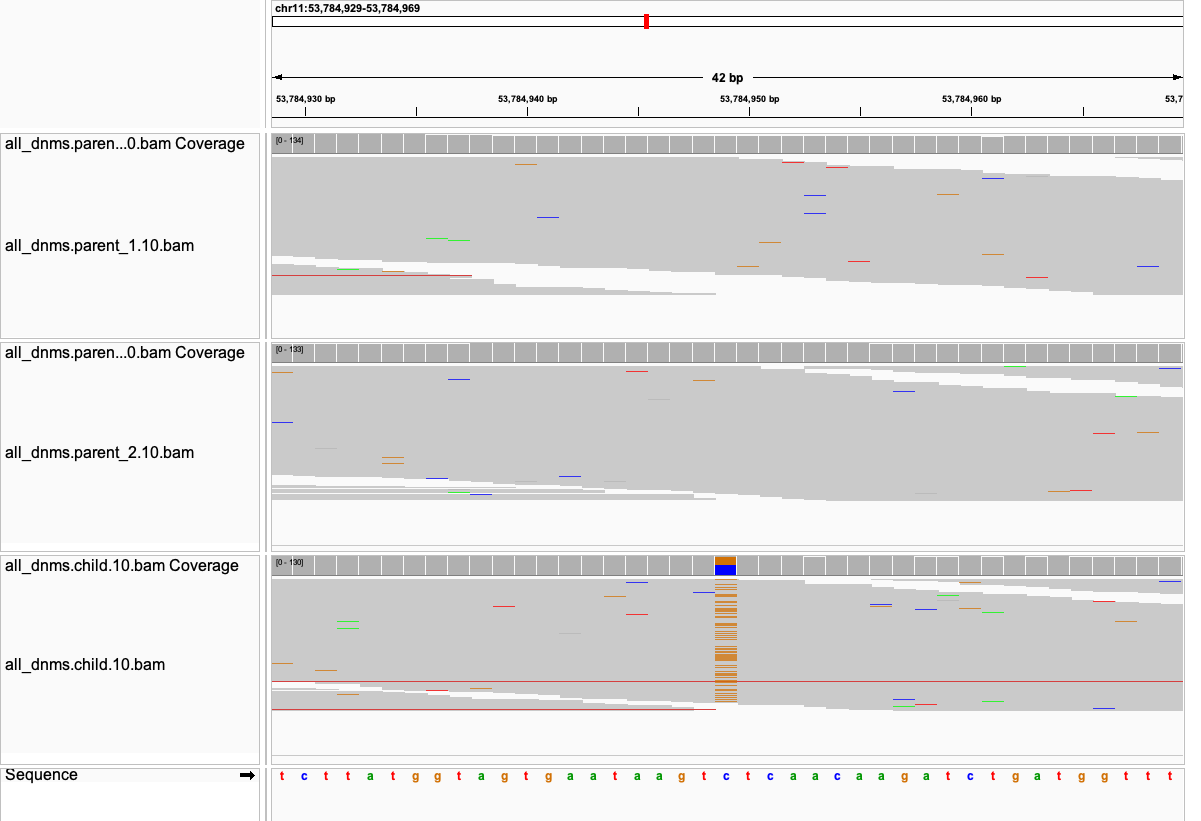 chr11:53,784,929-53,784,969
42 bp
53,784,930 bp 53,784,940 bp 53,784,950 bp 53,784,960 bp 53,7
all_dnms.paren...0.bam Coverage [0 - 134]
all_dnms.parent_1.10.bam
all_dnms.paren...0.bam Coverage [0 - 133]
all_dnms.parent_2.10.bam
all_dnms.child.10.bam Coverage [0 - 130]
all_dnms.child.10.bam
Sequence t c t t a t g g t a g t g a a t a a g t c t c a a c a a g a t c t g a t g g t t t